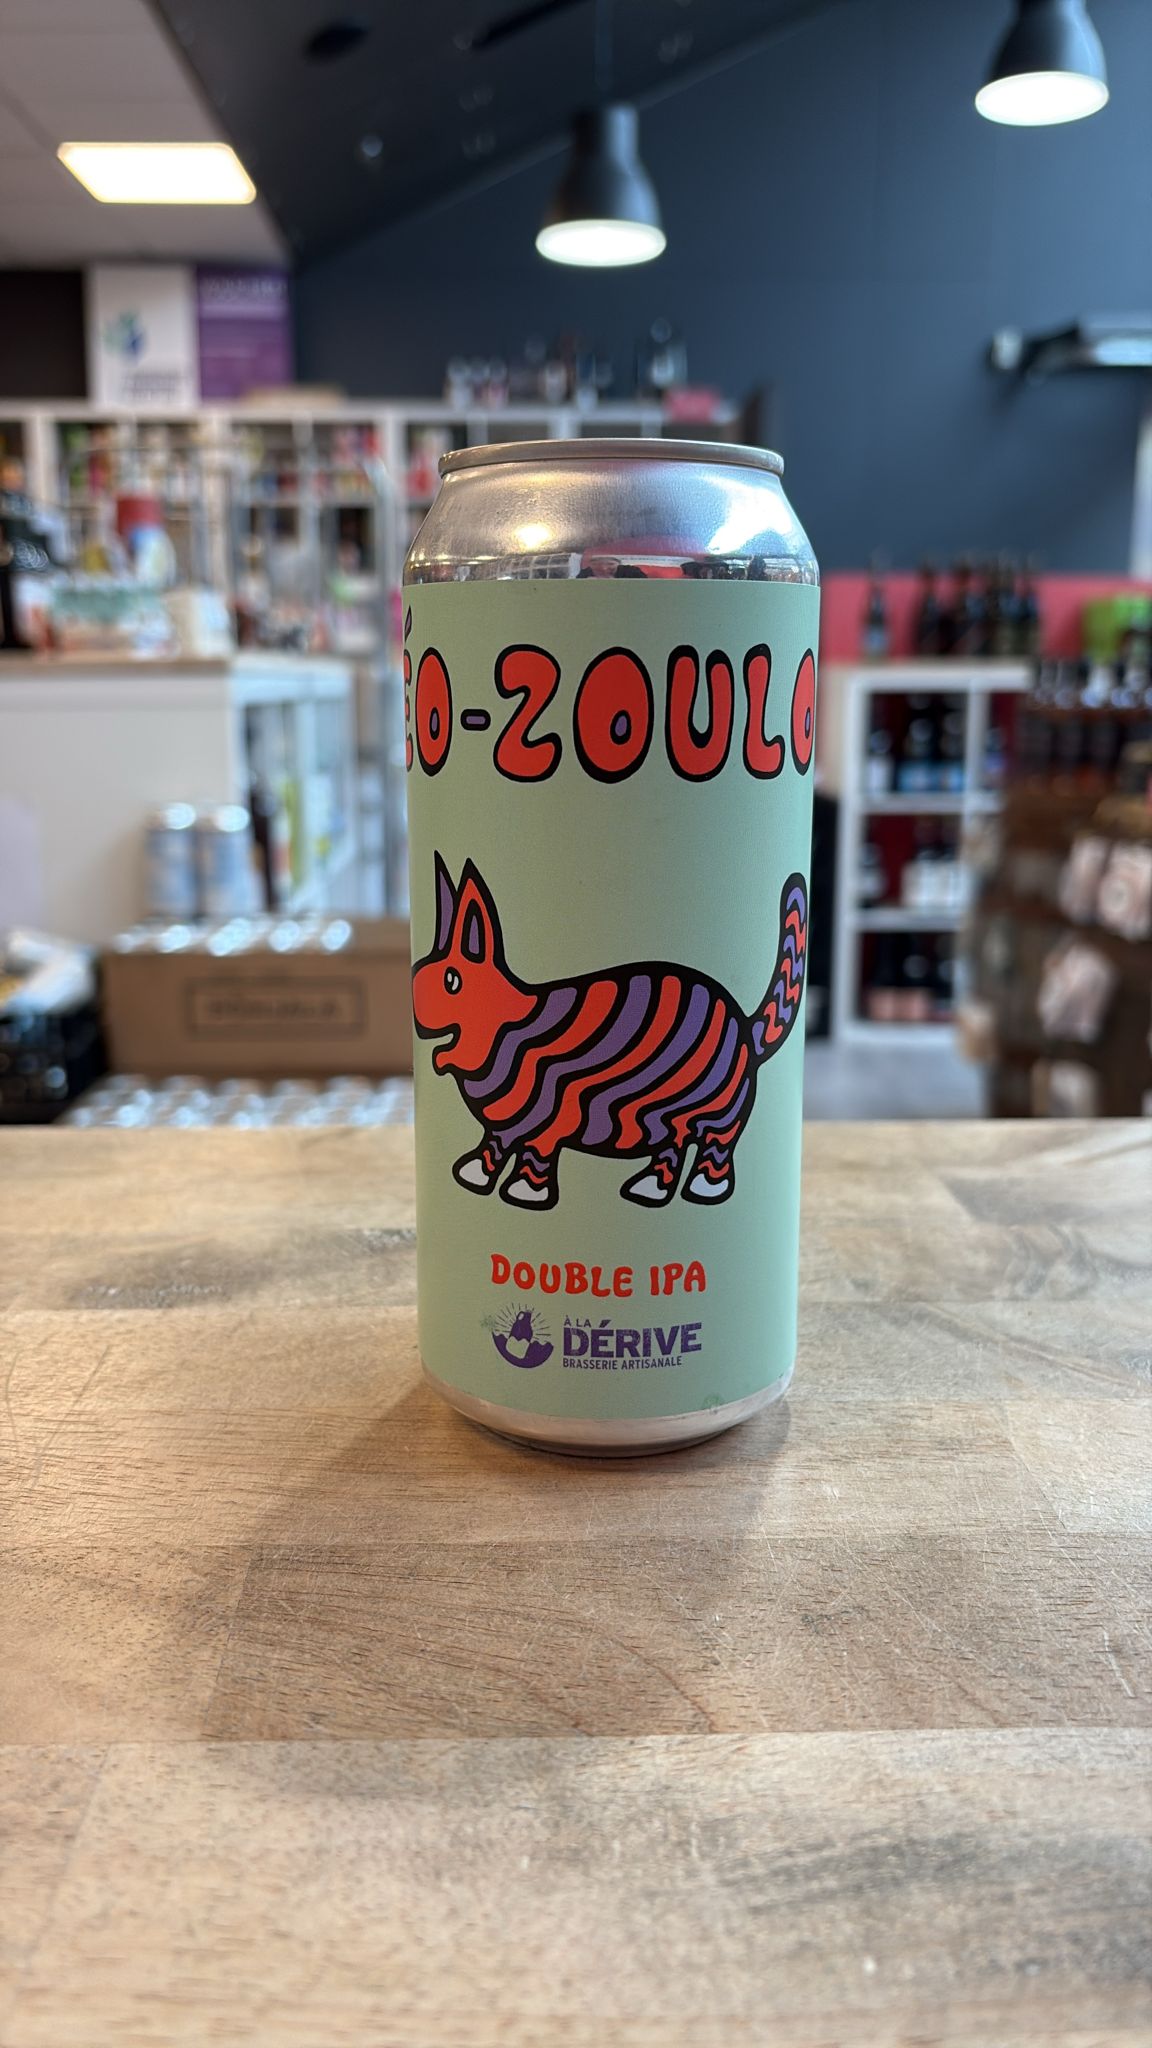 ÉO-ZOULO
DOUBLE IPA
À LA
DÉRIVE
BRASSERIE ARTISANALE